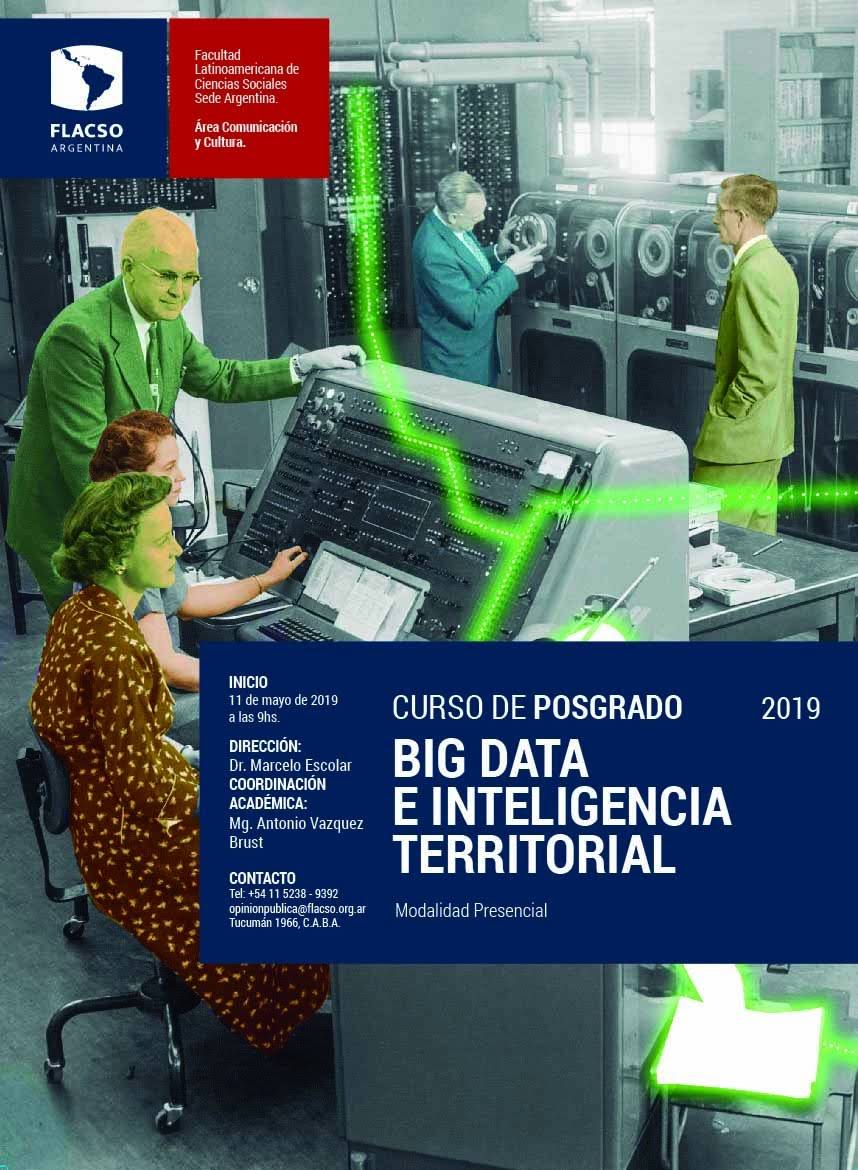 FLACSO
ARGENTINA
Facultad
Latinoamericana de
Ciencias Sociales
Sede Argentina.
Área Comunicación
y Cultura.
INICIO
11 de mayo de 2019
a las 9hs.
DIRECCIÓN:
Dr. Marcelo Escolar
COORDINACIÓN
ACADÉMICA:
Mg. Antonio Vazquez
Brust
CONTACTO
Tel: +54 11 5238 - 9392
opinionpublica@flacso.org.ar
Tucumán 1966, C.A.B.A.
CURSO DE POSGRADO 2019
BIG DATA
E INTELIGENCIA
TERRITORIAL
Modalidad Presencial